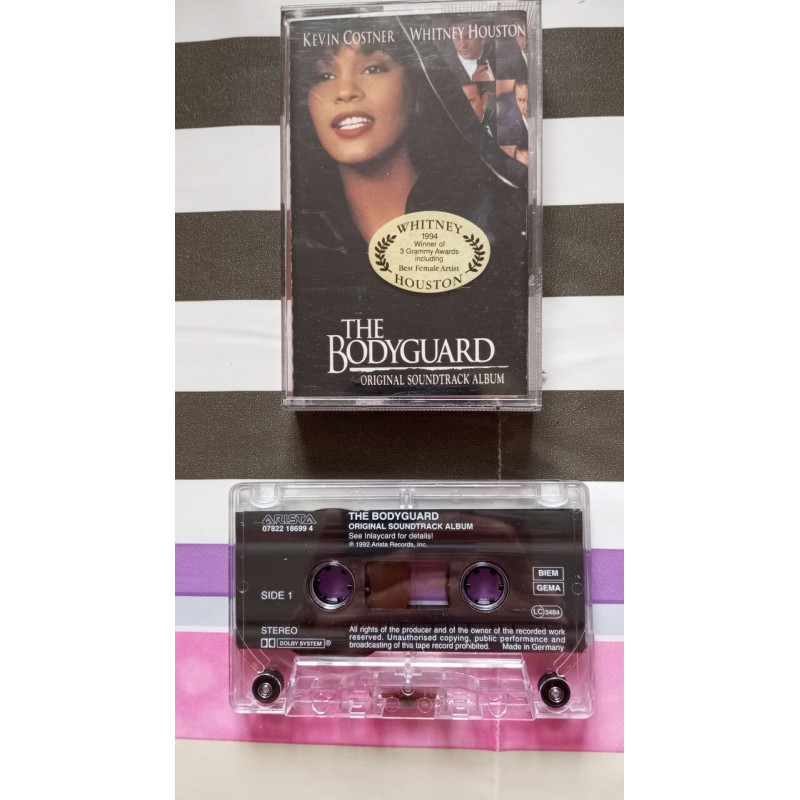 KEVIN COSTNER WHITNEY HOUSTON
WHITNEY
1994
Winner of
3 Grammy Awards
including
Best Female Artist
HOUSTON
THE
BODYGUARD
ORIGINAL SOUNDTRACK ALBUM
ARISTA
07822 18699 4
THE BODYGUARD
ORIGINAL SOUNDTRACK ALBUM
See Inlaycard for details!
℗ 1992 Arista Records, Inc.
SIDE 1
BIEM
GEMA
LC 3484
STEREO
DOLBY SYSTEM ®
All rights of the producer and of the owner of the recorded work
reserved. Unauthorised copying, public performance and
broadcasting of this tape record prohibited. Made in Germany